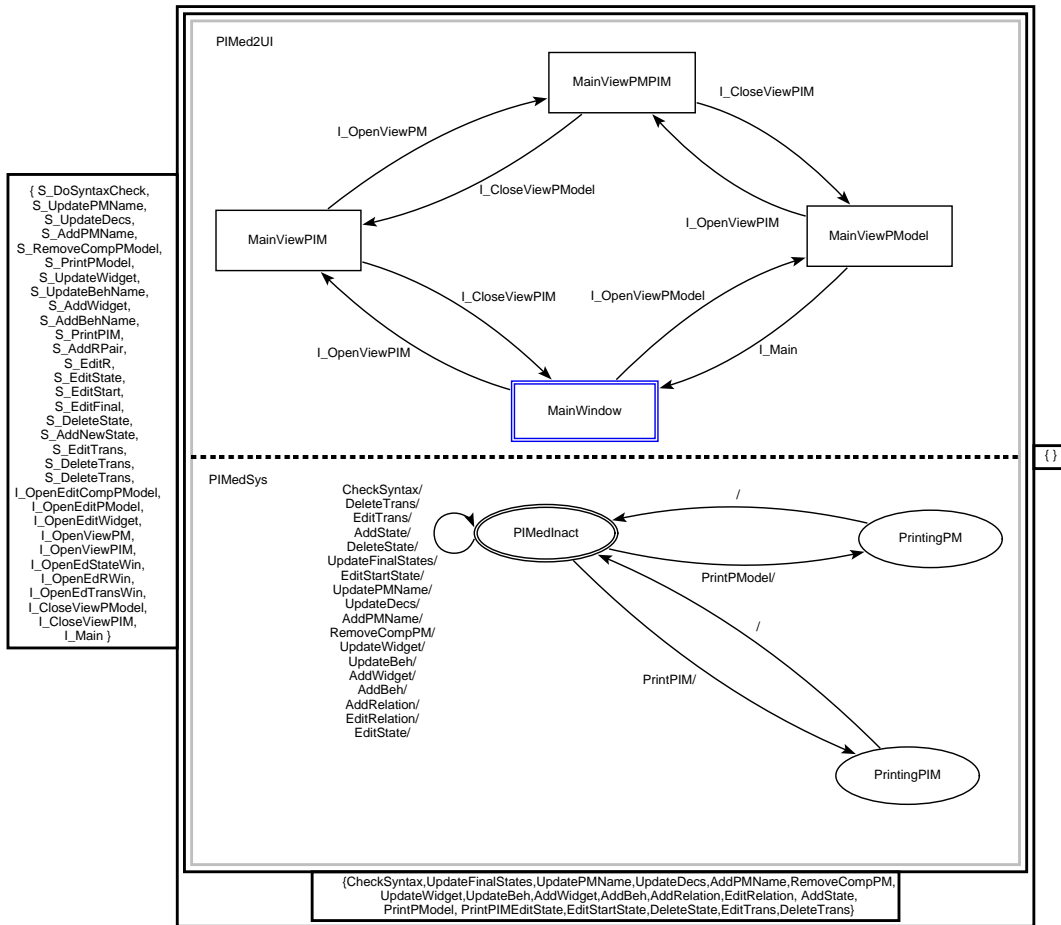 PIMed2UI
MainViewPMPIM
I_CloseViewPIM
I_OpenViewPM
I_CloseViewPModel
{ S_DoSyntaxCheck,
S_UpdatePMName,
S_UpdateDecs,
S_AddPMName,
S_RemoveCompPModel,
S_PrintPModel,
S_UpdateWidget,
S_UpdateBehName,
S_AddWidget,
S_AddBehName,
S_PrintPIM,
S_AddRPair,
S_EditR,
S_EditState,
S_EditStart,
S_EditFinal,
S_DeleteState,
S_AddNewState,
S_EditTrans,
S_DeleteTrans,
S_DeleteTrans,
I_OpenEditCompPModel,
I_OpenEditPModel,
I_OpenEditWidget,
I_OpenViewPM,
I_OpenViewPIM,
I_OpenEdStateWin,
I_OpenEdRWin,
I_OpenEdTransWin,
I_CloseViewPModel,
I_CloseViewPIM,
I_Main }
MainViewPIM
I_OpenViewPIM
MainViewPModel
I_CloseViewPIM
I_OpenViewPModel
I_OpenViewPIM
I_Main
MainWindow
{ }
PIMedSys
CheckSyntax/
DeleteTrans/
EditTrans/
AddState/
DeleteState/
UpdateFinalStates/
EditStartState/
UpdatePMName/
UpdateDecs/
AddPMName/
RemoveCompPM/
UpdateWidget/
UpdateBeh/
AddWidget/
AddBeh/
AddRelation/
EditRelation/
EditState/
/
PIMedInact
PrintingPM
PrintPModel/
/
PrintPIM/
PrintingPIM
{CheckSyntax,UpdateFinalStates,UpdatePMName,UpdateDecs,AddPMName,RemoveCompPM,
UpdateWidget,UpdateBeh,AddWidget,AddBeh,AddRelation,EditRelation, AddState,
PrintPModel, PrintPIMEditState,EditStartState,DeleteState,EditTrans,DeleteTrans}